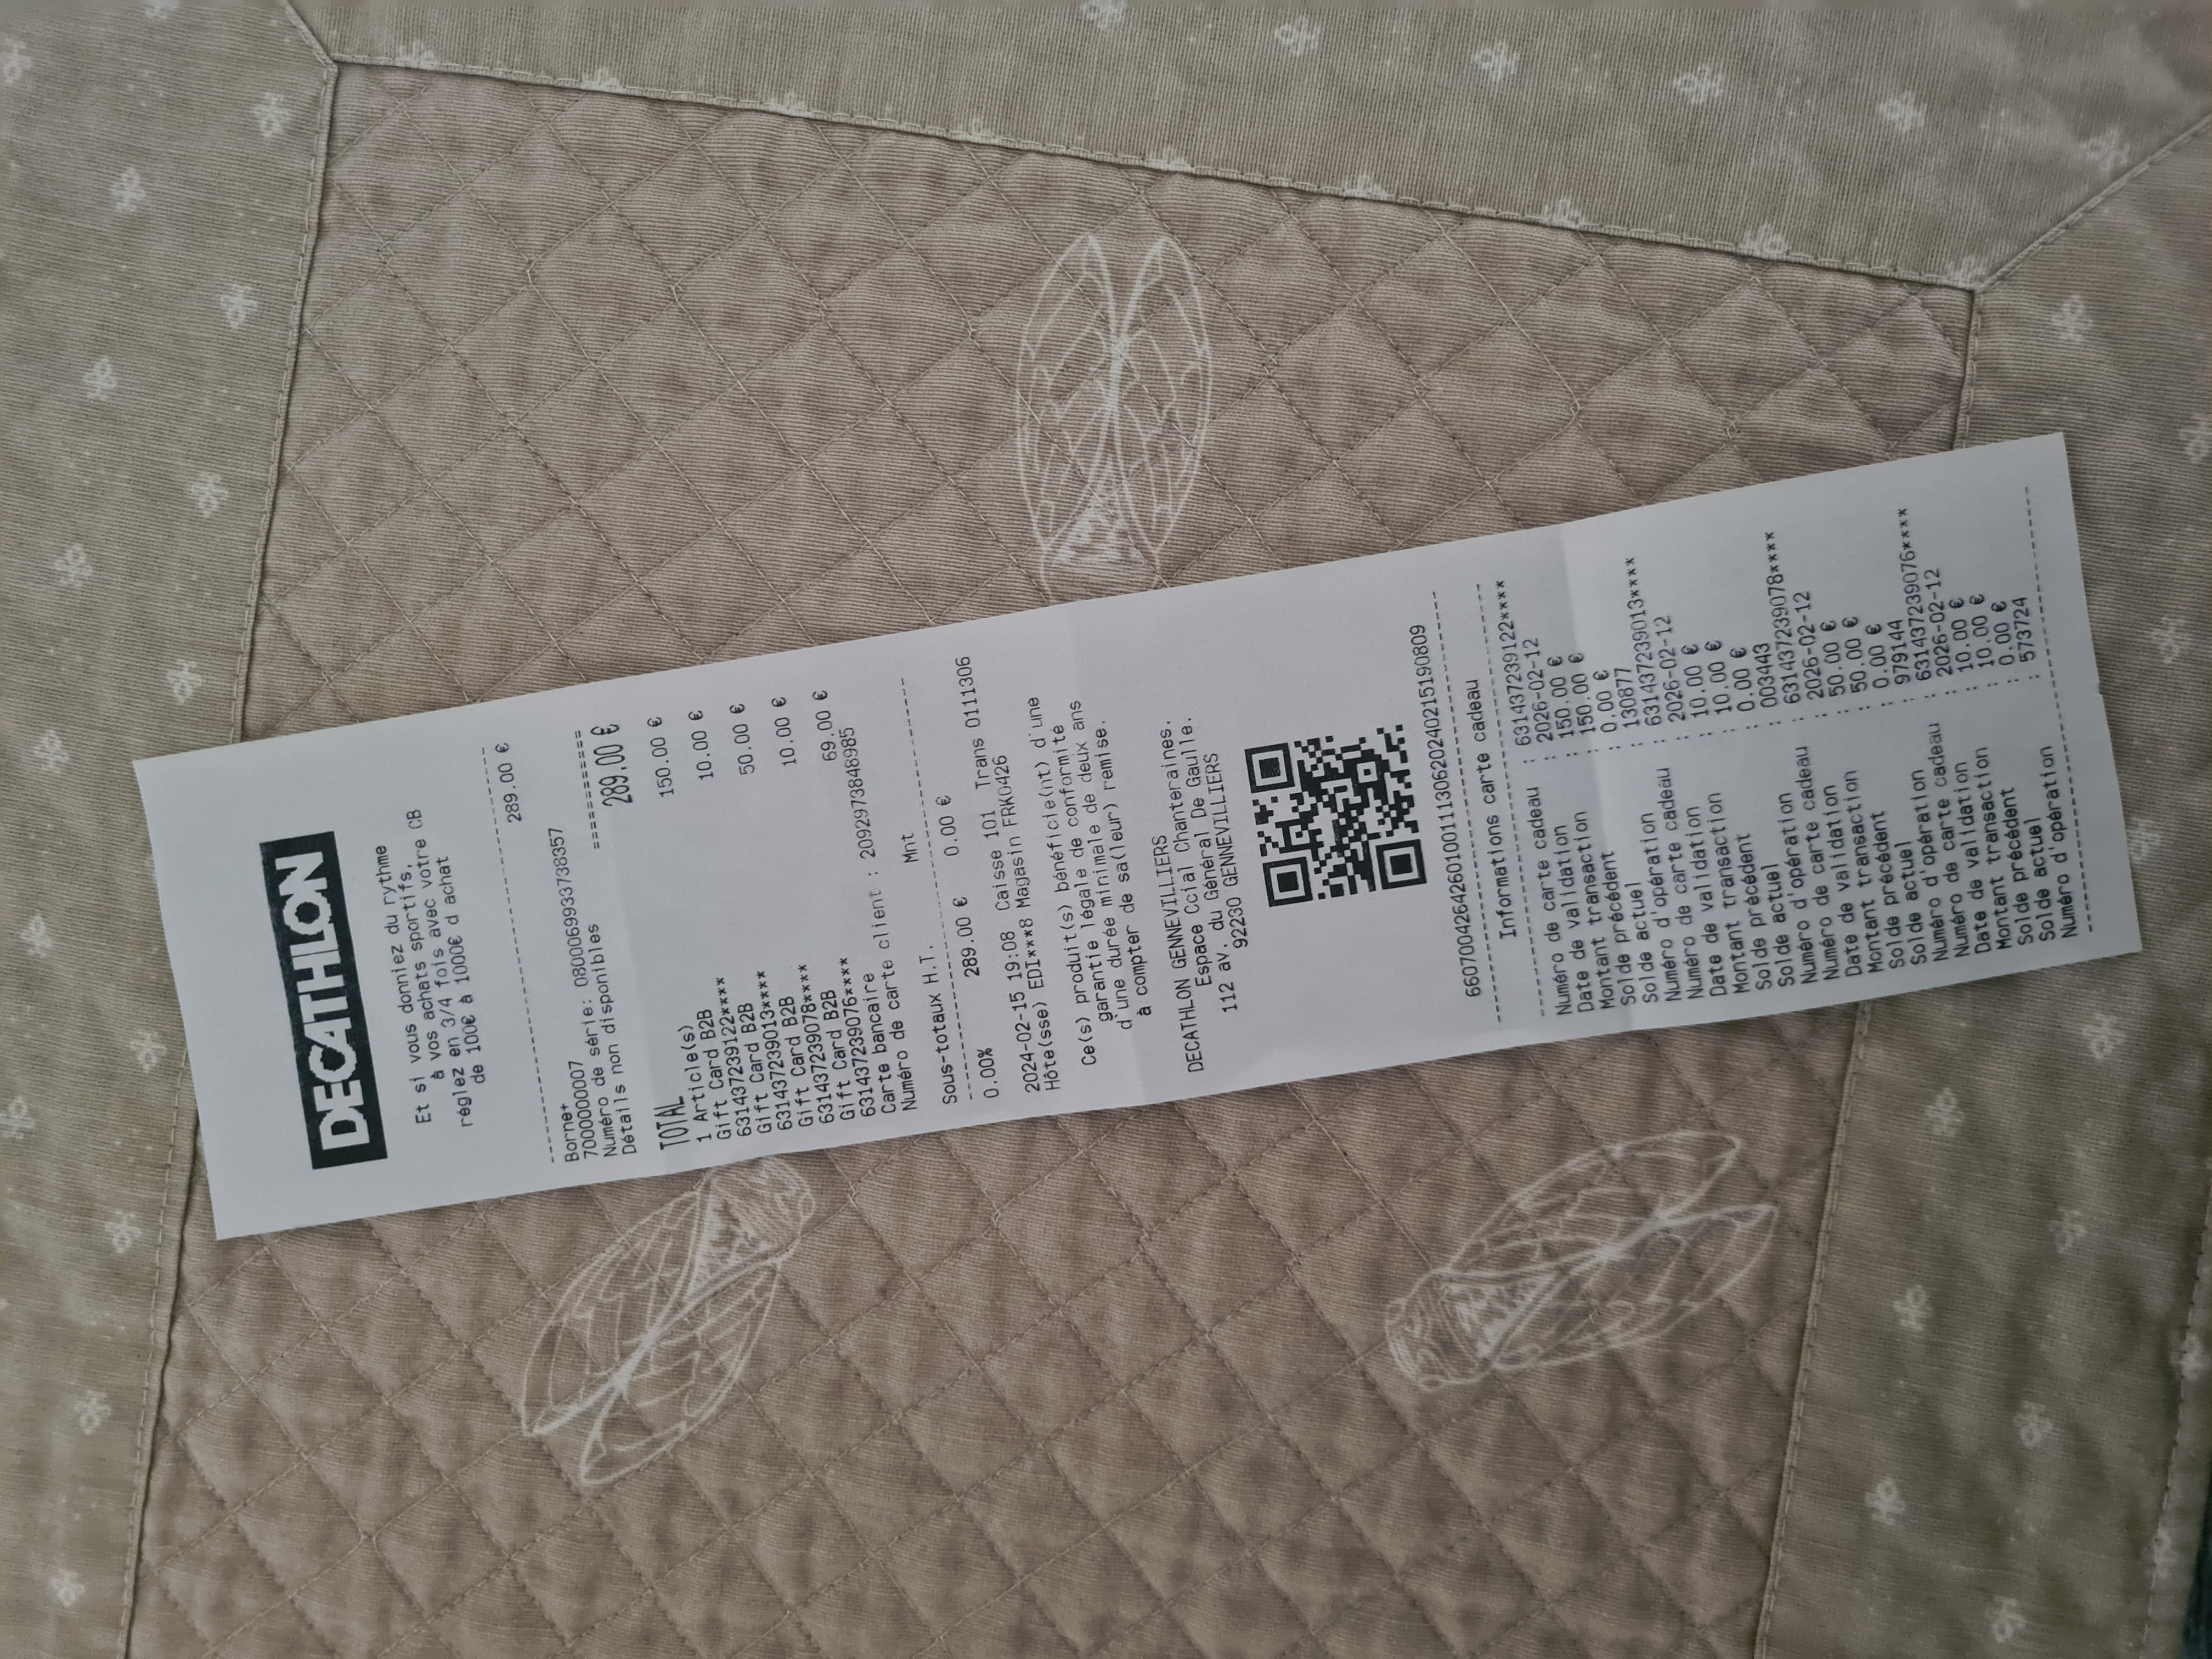 DECATHLON
Et si vous donniez du rythme
à vos achats sportifs,
réglez en 3/4 fois avec votre CB
de 100€ à 1000€ d achat
289.00 €
Borne+
7000000007
Numéro de série: 0800069933738357
Détails non disponibles
TOTAL 289.00 €
1 Article(s)
Gift Card B2B 150.00 €
631437239122****
Gift Card B2B 10.00 €
631437239013****
Gift Card B2B 50.00 €
631437239078****
Gift Card B2B 10.00 €
631437239076****
Carte bancaire 69.00 €
Numéro de carte client : 2092973848985
Sous-totaux H.T. Mnt
0.00% 289.00 € 0.00 €
2024-02-15 19:08 Caisse 101 Trans 0111306
Hôte(sse) EDI***8 Magasin FRK0426
Ce(s) produit(s) bénéficie(nt) d'une
garantie légale de conformité
d'une durée minimale de deux ans
à compter de sa(leur) remise.
DECATHLON GENNEVILLIERS
Espace Ccial Chanteraines.
112 av. du Général De Gaulle.
92230 GENNEVILLIERS
660700426426010011130620240215190809
Informations carte cadeau
Numéro de carte cadeau : 631437239122****
Date de validation : 2026-02-12
Montant transaction : 150.00 €
Solde précédent : 150.00 €
Solde actuel : 0.00 €
Numéro d'opération : 130877
Numéro de carte cadeau : 631437239013****
Date de validation : 2026-02-12
Montant transaction : 10.00 €
Solde précédent : 10.00 €
Solde actuel : 0.00 €
Numéro d'opération : 003443
Numéro de carte cadeau : 631437239078****
Date de validation : 2026-02-12
Montant transaction : 50.00 €
Solde précédent : 50.00 €
Solde actuel : 0.00 €
Numéro d'opération : 979144
Numéro de carte cadeau : 631437239076****
Date de validation : 2026-02-12
Montant transaction : 10.00 €
Solde précédent : 10.00 €
Solde actuel : 0.00 €
Numéro d'opération : 573724